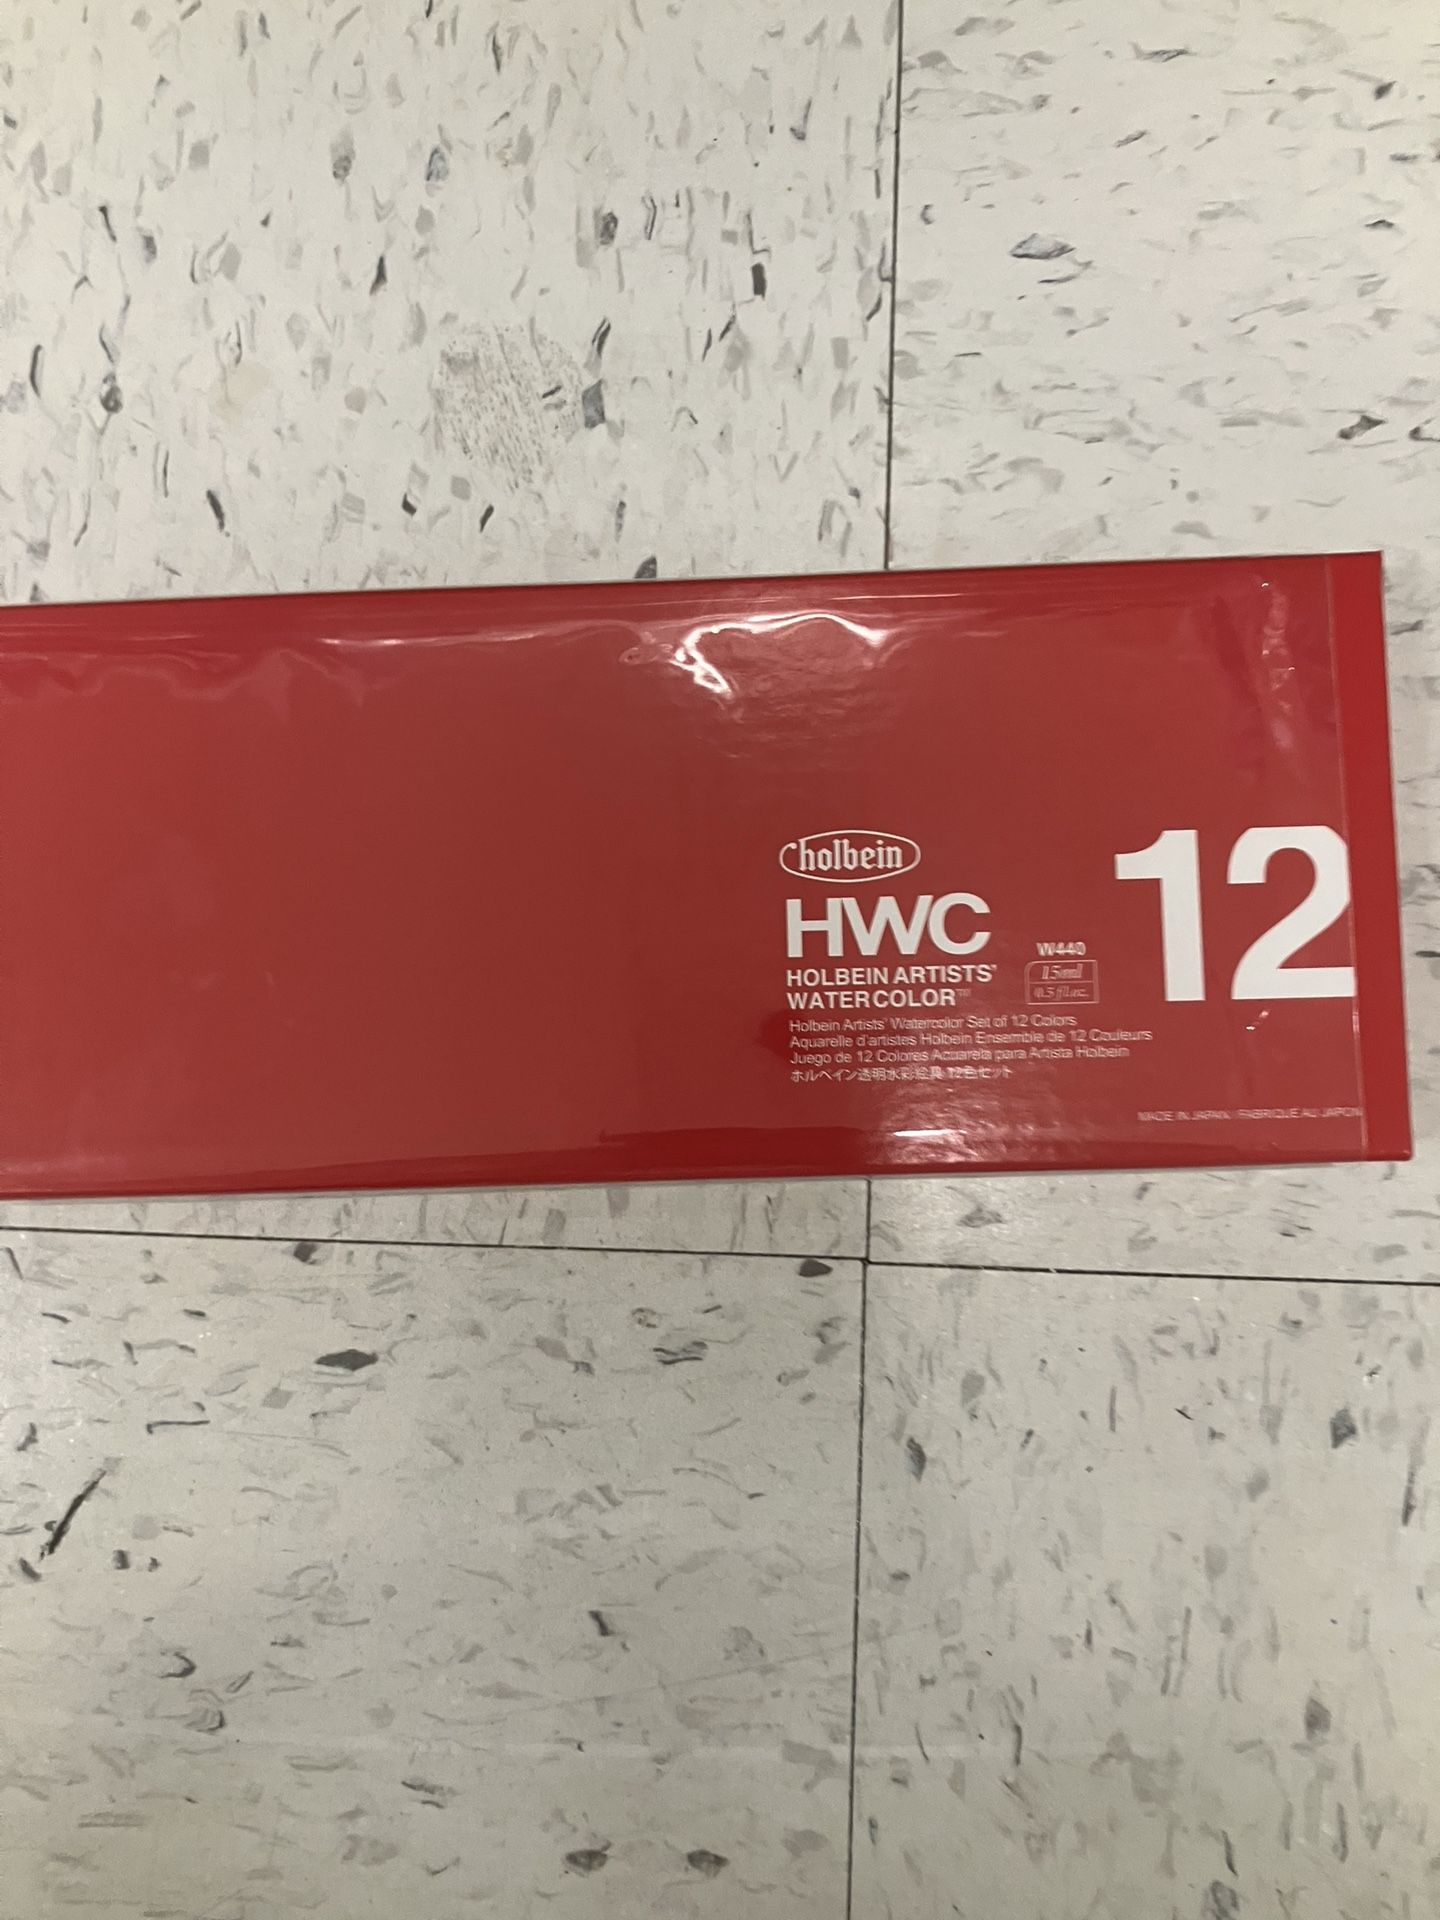 holbein
HWC
HOLBEIN ARTISTS'
WATERCOLOR™
W440
15ml
0.5 fl.oz.
12
Holbein Artists' Watercolor Set of 12 Colors
Aquarelle d'artistes Holbein Ensemble de 12 Couleurs
Juego de 12 Colores Acuarela para Artista Holbein
ホルベイン透明水彩絵具 12色セット
MADE IN JAPAN / FABRIQUE AU JAPON